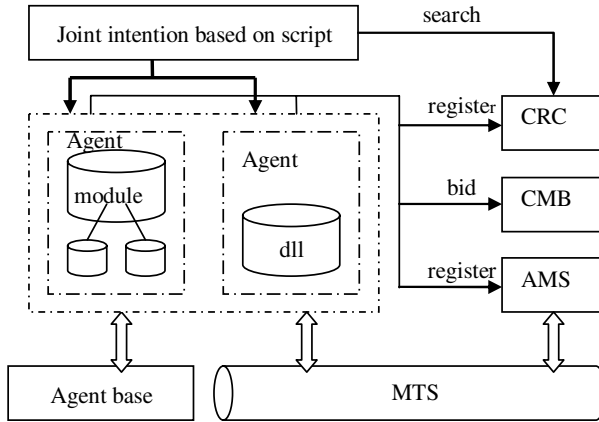 Joint intention based on script
search
register
CRC
Agent
module
Agent
dll
bid
CMB
register
AMS
Agent base
MTS